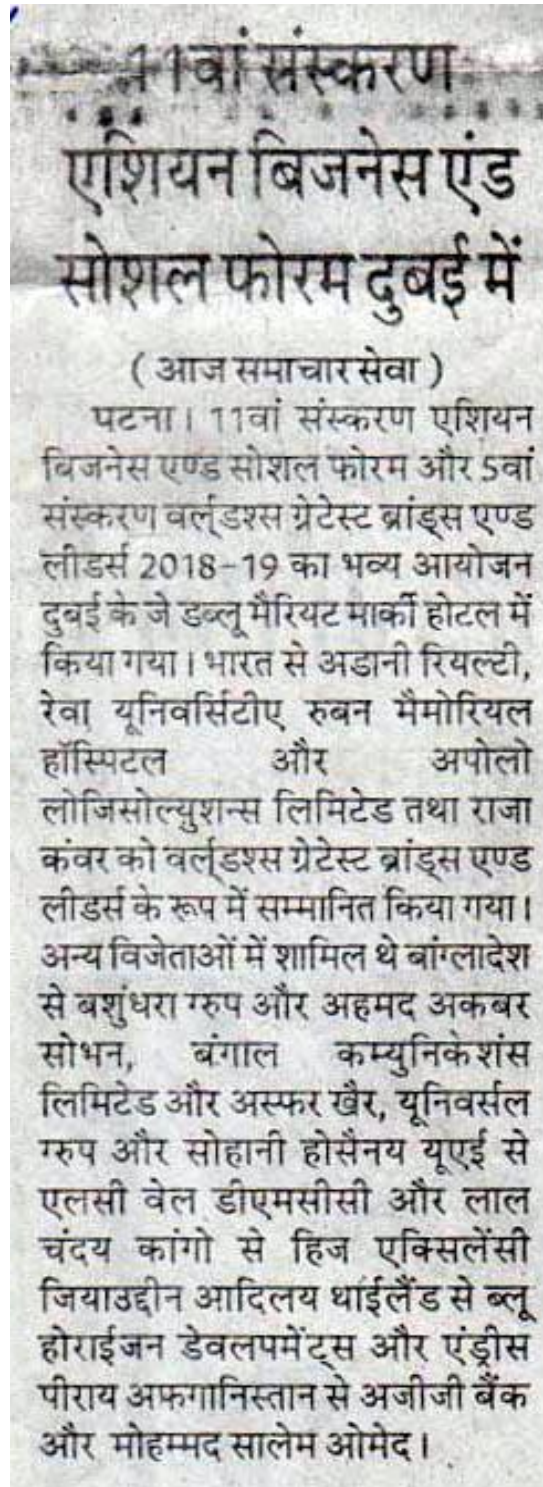 11वां संस्करण
एशियन बिजनेस एंड
सोशल फोरम दुबई में
( आज समाचार सेवा )
पटना। 11वां संस्करण एशियन
बिजनेस एण्ड सोशल फोरम और 5वां
संस्करण वर्ल्डश्स ग्रेटेस्ट ब्रांड्स एण्ड
लीडर्स 2018-19 का भव्य आयोजन
दुबई के जे डब्लू मैरियट मार्की होटल में
किया गया। भारत से अडानी रियल्टी,
रेवा यूनिवर्सिटीए रुबन मैमोरियल
हॉस्पिटल और अपोलो
लोजिसोल्युशन्स लिमिटेड तथा राजा
कंवर को वर्ल्डश्स ग्रेटेस्ट ब्रांड्स एण्ड
लीडर्स के रूप में सम्मानित किया गया।
अन्य विजेताओं में शामिल थे बांग्लादेश
से बशुंधरा ग्रुप और अहमद अकबर
सोभन, बंगाल कम्युनिकेशंस
लिमिटेड और अस्फर खैर, यूनिवर्सल
ग्रुप और सोहानी होसैनय यूएई से
एलसी वेल डीएमसीसी और लाल
चंदय कांगो से हिज एक्सिलेंसी
जियाउद्दीन आदिलय थाईलैंड से ब्लू
होराईजन डेवलपमेंट्स और एंड्रीस
पीराय अफगानिस्तान से अजीजी बैंक
और मोहम्मद सालेम ओमेद।